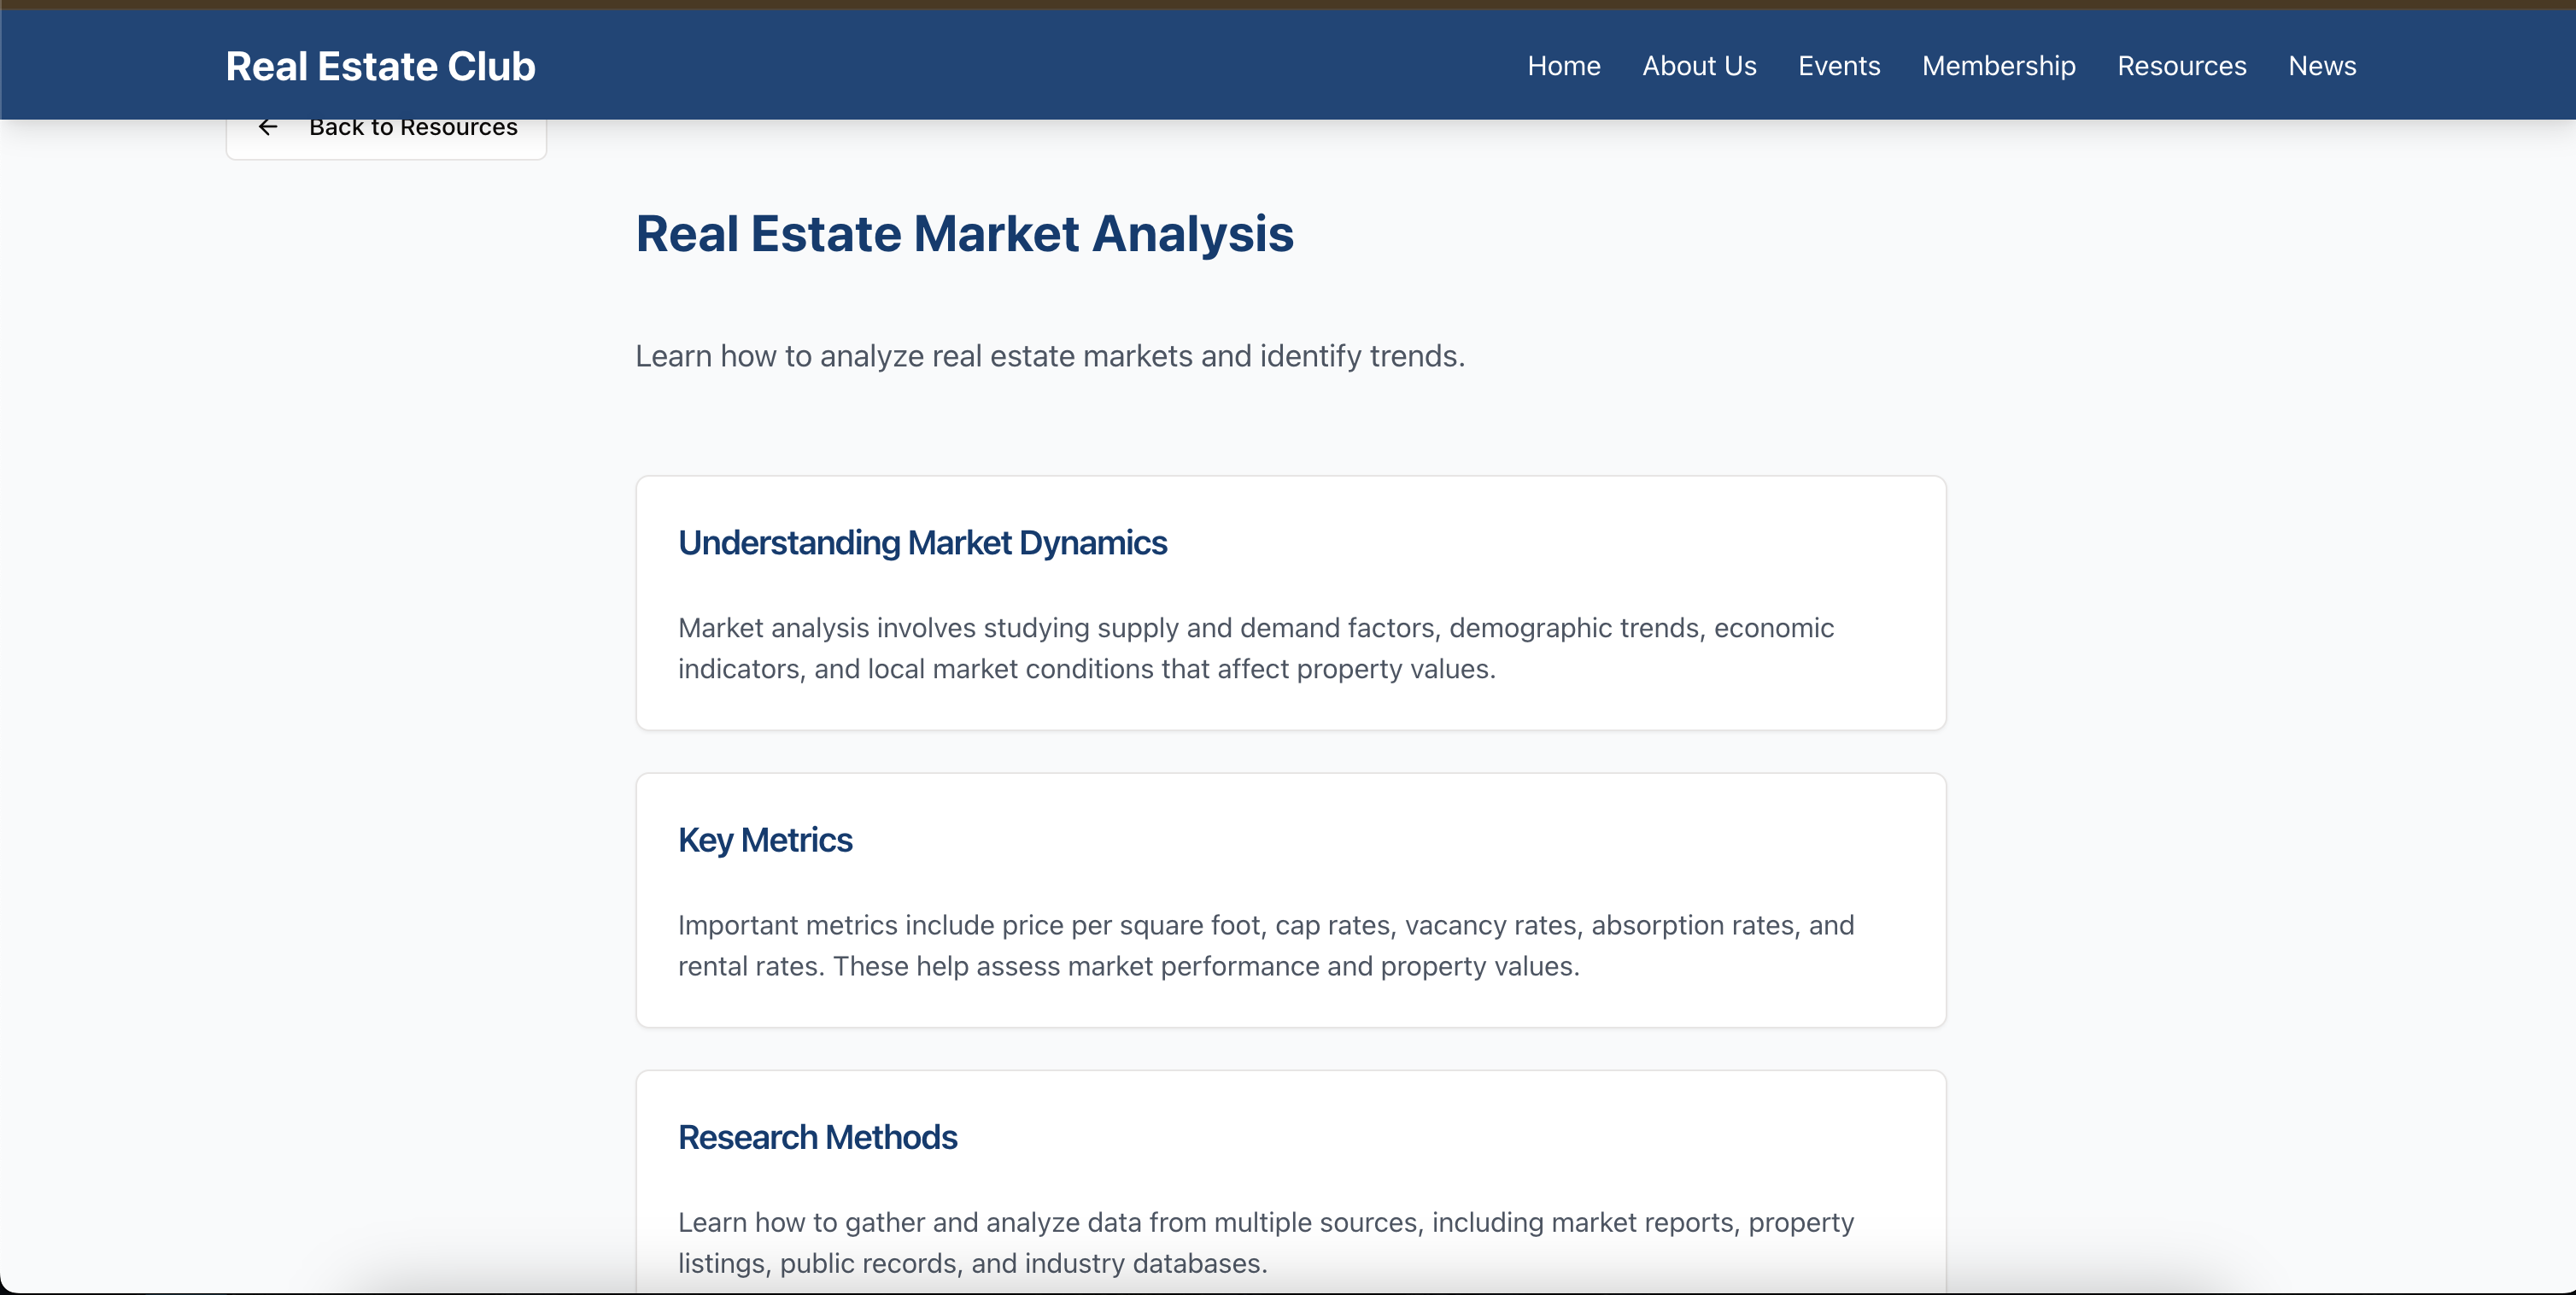 Real Estate Club
Home
About Us
Events
Membership
Resources
News
Back to Resources
Real Estate Market Analysis
Learn how to analyze real estate markets and identify trends.
Understanding Market Dynamics
Market analysis involves studying supply and demand factors, demographic trends, economic
indicators, and local market conditions that affect property values.
Key Metrics
Important metrics include price per square foot, cap rates, vacancy rates, absorption rates, and
rental rates. These help assess market performance and property values.
Research Methods
Learn how to gather and analyze data from multiple sources, including market reports, property
listings, public records, and industry databases.